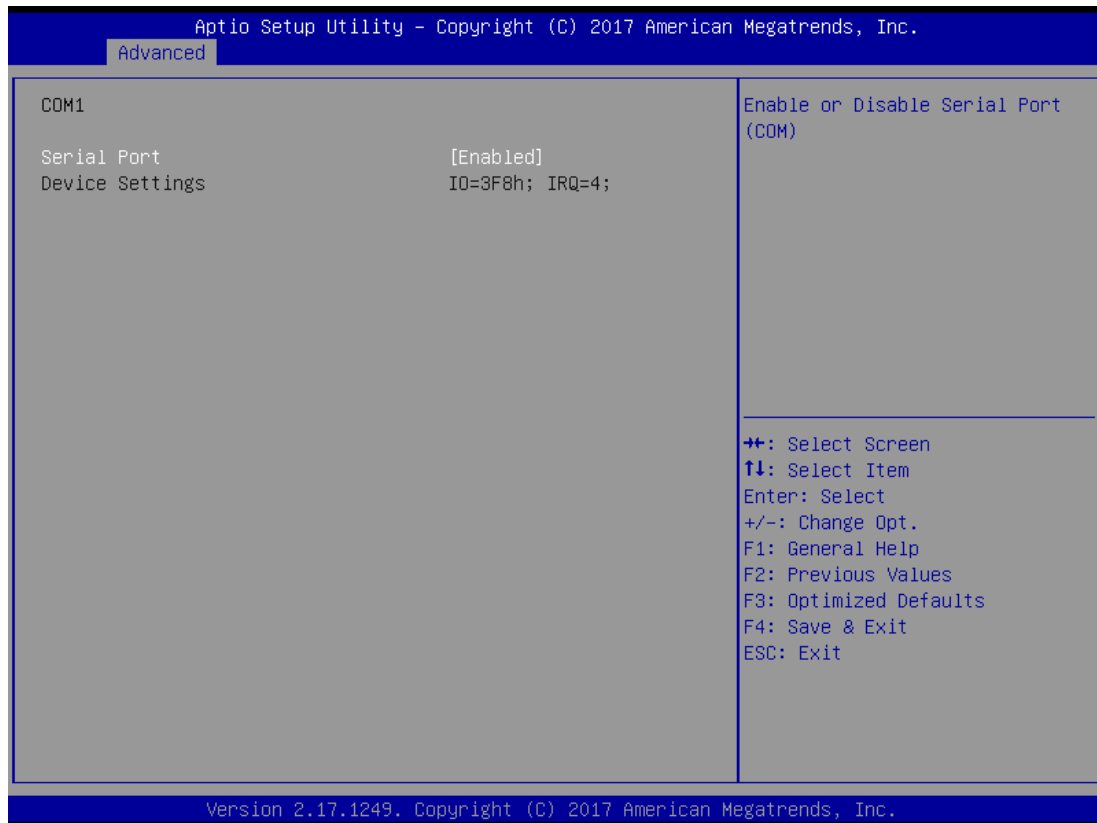 Aptio Setup Utility – Copyright (C) 2017 American Megatrends, Inc.
Advanced
COM1
Serial Port [Enabled]
Device Settings IO=3F8h; IRQ=4;
Enable or Disable Serial Port
(COM)
→←: Select Screen
↑↓: Select Item
Enter: Select
+/-: Change Opt.
F1: General Help
F2: Previous Values
F3: Optimized Defaults
F4: Save & Exit
ESC: Exit
Version 2.17.1249. Copyright (C) 2017 American Megatrends, Inc.